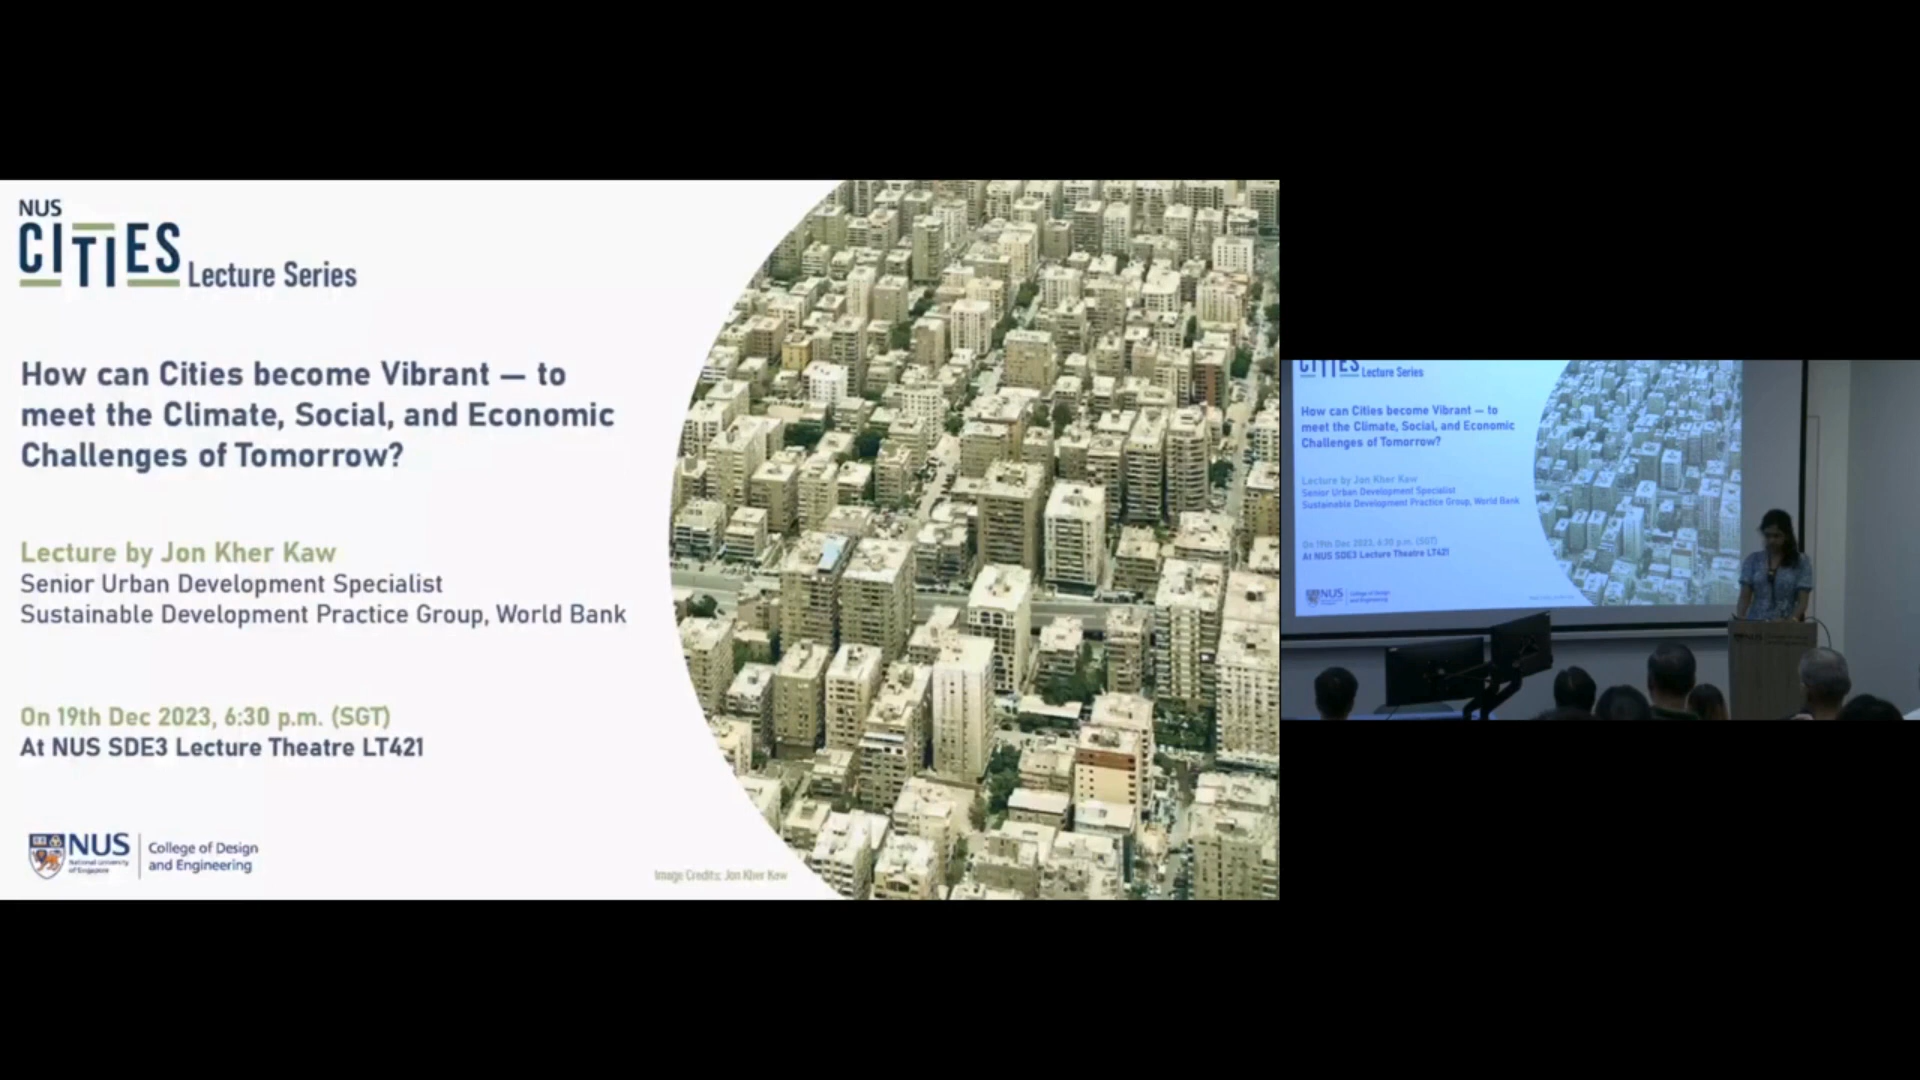 NUS
CITIES Lecture Series
How can Cities become Vibrant — to
meet the Climate, Social, and Economic
Challenges of Tomorrow?
Lecture by Jon Kher Kaw
Senior Urban Development Specialist
Sustainable Development Practice Group, World Bank
On 19th Dec 2023, 6:30 p.m. (SGT)
At NUS SDE3 Lecture Theatre LT421
NUS
National University
of Singapore
College of Design
and Engineering
Image Credits: Jon Kher Kaw
CITIES Lecture Series
How can Cities become Vibrant — to
meet the Climate, Social, and Economic
Challenges of Tomorrow?
Lecture by Jon Kher Kaw
Senior Urban Development Specialist
Sustainable Development Practice Group, World Bank
On 19th Dec 2023, 6:30 p.m. (SGT)
At NUS SDE3 Lecture Theatre LT421
NUS
College of Design
and Engineering